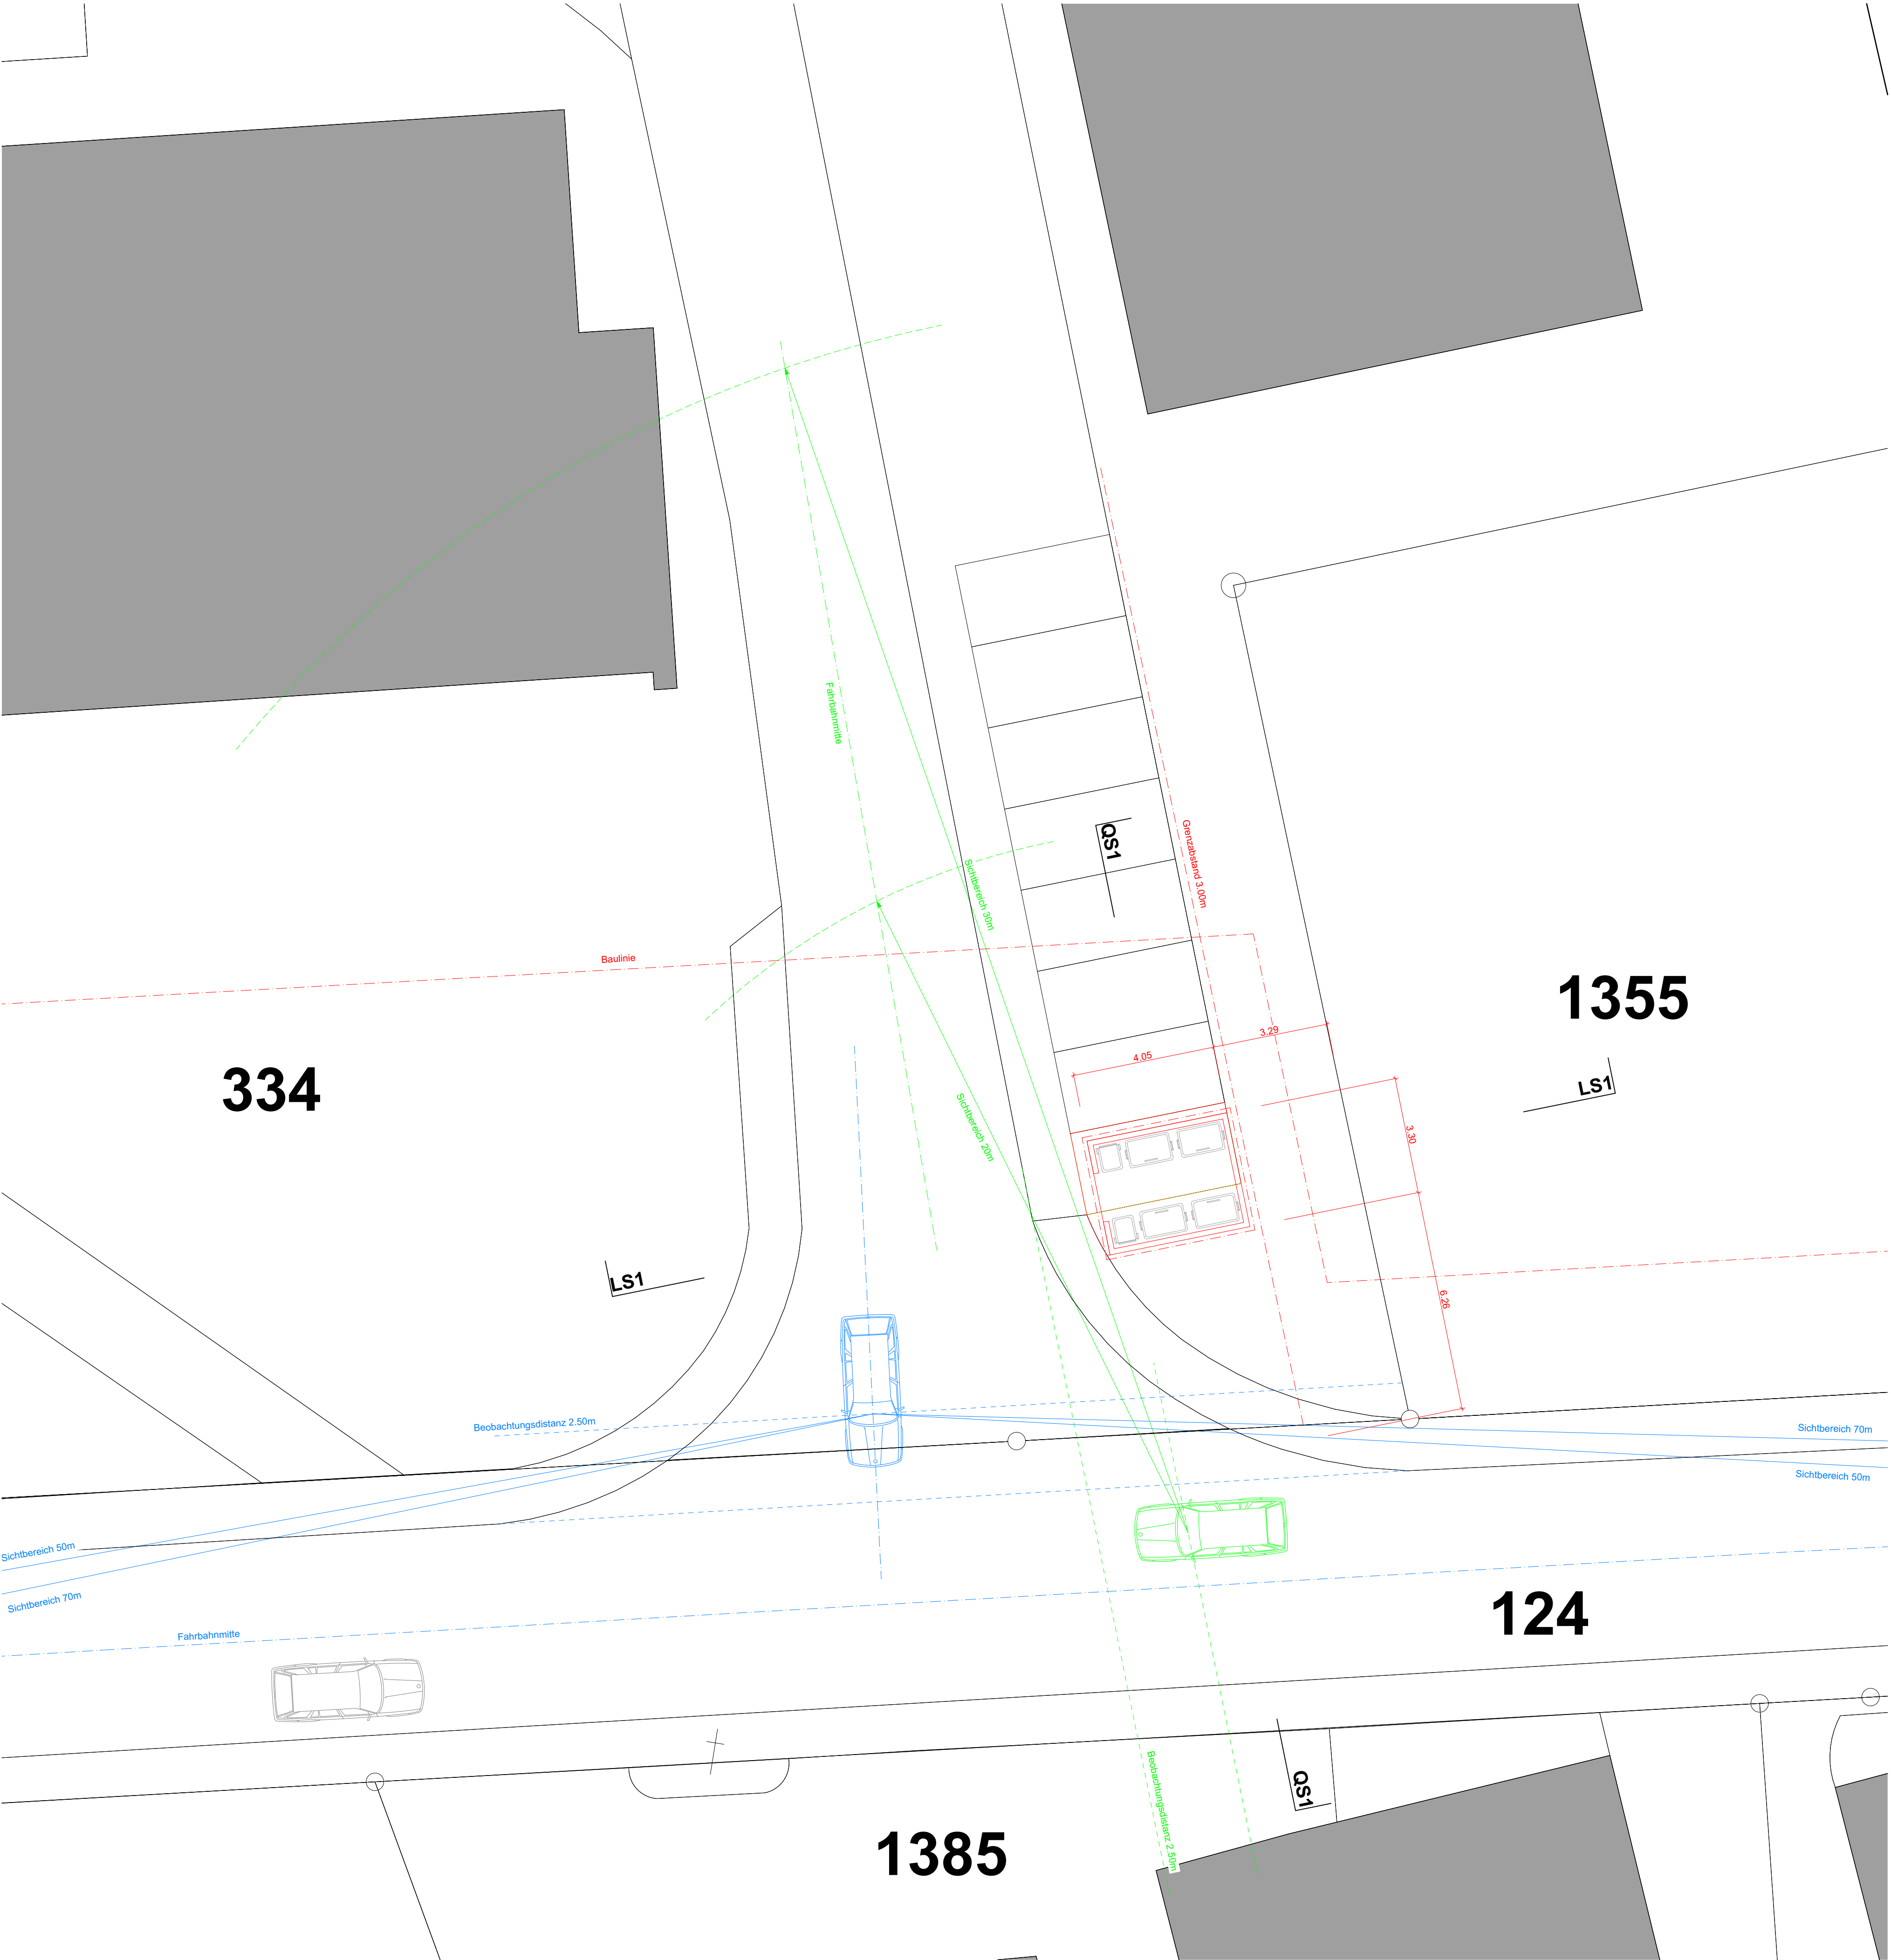 Fahrbahnmitte
QS1
Grenzabstand 3.00m
Sichtbereich 30m
Baulinie
1355
3.29
4.05
334
LS1
Sichtbereich 20m
3.30
LS1
6.26
Beobachtungsdistanz 2.50m
Sichtbereich 70m
Sichtbereich 50m
Sichtbereich 50m
Sichtbereich 70m
124
Fahrbahnmitte
QS1
Beobachtungsdistanz 2.50m
1385